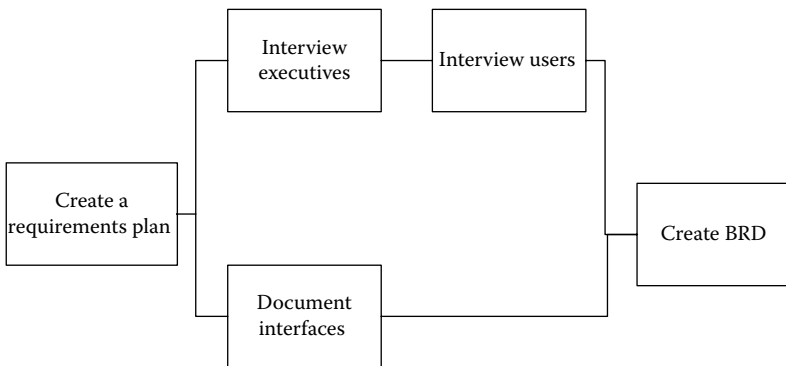 Interview
executives
Interview users
Create a
requirements plan
Create BRD
Document
interfaces